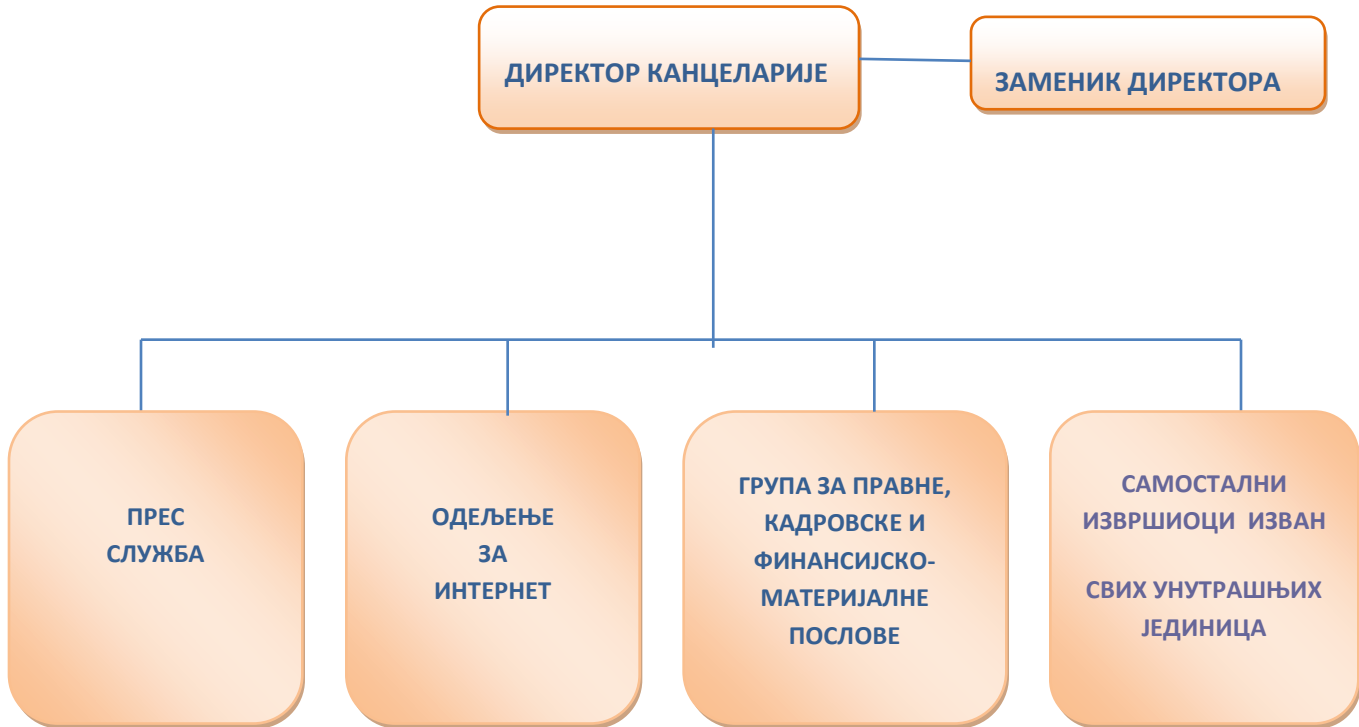 ДИРЕКТОР КАНЦЕЛАРИЈЕ
ЗАМЕНИК ДИРЕКТОРА
ПРЕС
СЛУЖБА
ОДЕЉЕЊЕ
ЗА
ИНТЕРНЕТ
ГРУПА ЗА ПРАВНЕ,
КАДРОВСКЕ И
ФИНАНСИЈСКО-
МАТЕРИЈАЛНЕ
ПОСЛОВЕ
САМОСТАЛНИ
ИЗВРШИОЦИ ИЗВАН
СВИХ УНУТРАШЊИХ
ЈЕДИНИЦА